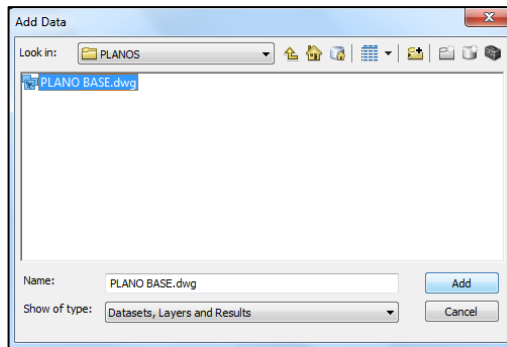 Add Data
Look in: PLANOS
PLANO BASE.dwg
Name: PLANO BASE.dwg Add
Show of type: Datasets, Layers and Results Cancel